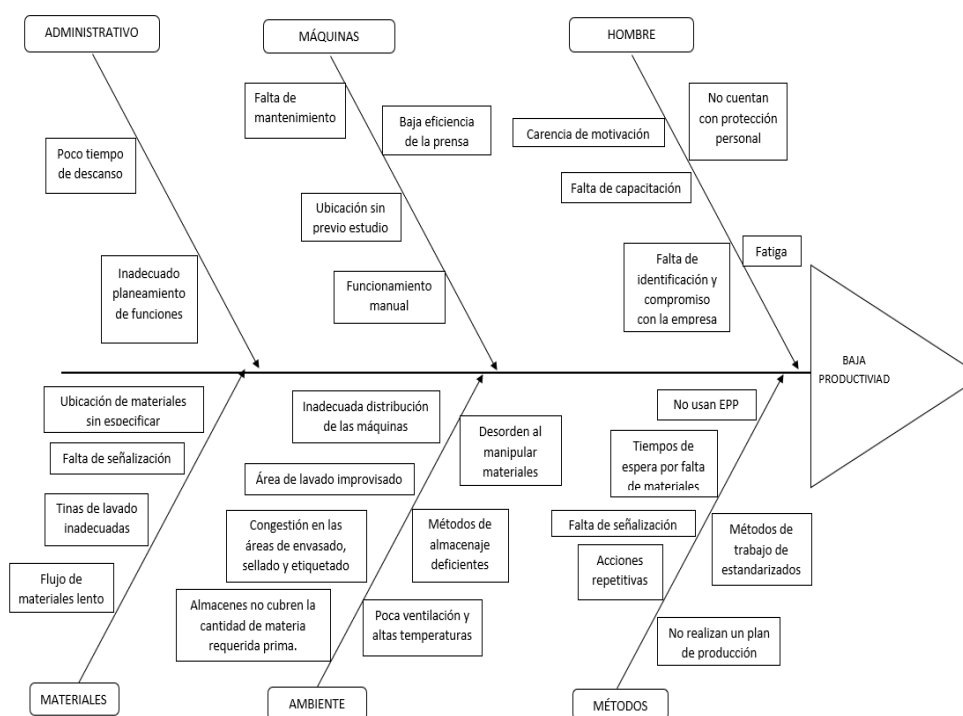 ADMINISTRATIVO
MÁQUINAS
HOMBRE
Poco tiempo
de descanso
Inadecuado
planeamiento
de funciones
Falta de
mantenimiento
Baja eficiencia
de la prensa
Ubicación sin
previo estudio
Funcionamiento
manual
Carencia de motivación
No cuentan
con protección
personal
Falta de capacitación
Fatiga
Falta de
identificación y
compromiso
con la empresa
BAJA
PRODUCTIVIAD
Ubicación de materiales
sin especificar
Falta de señalización
Tinas de lavado
inadecuadas
Flujo de
materiales lento
Inadecuada distribución
de las máquinas
Desorden al
manipular
materiales
Área de lavado improvisado
Congestión en las
áreas de envasado,
sellado y etiquetado
Métodos de
almacenaje
deficientes
Almacenes no cubren la
cantidad de materia
requerida prima.
Poca ventilación y
altas temperaturas
No usan EPP
Tiempos de
espera por falta
de materiales
Falta de señalización
Acciones
repetitivas
Métodos de
trabajo de
estandarizados
No realizan un plan
de producción
MATERIALES
AMBIENTE
MÉTODOS